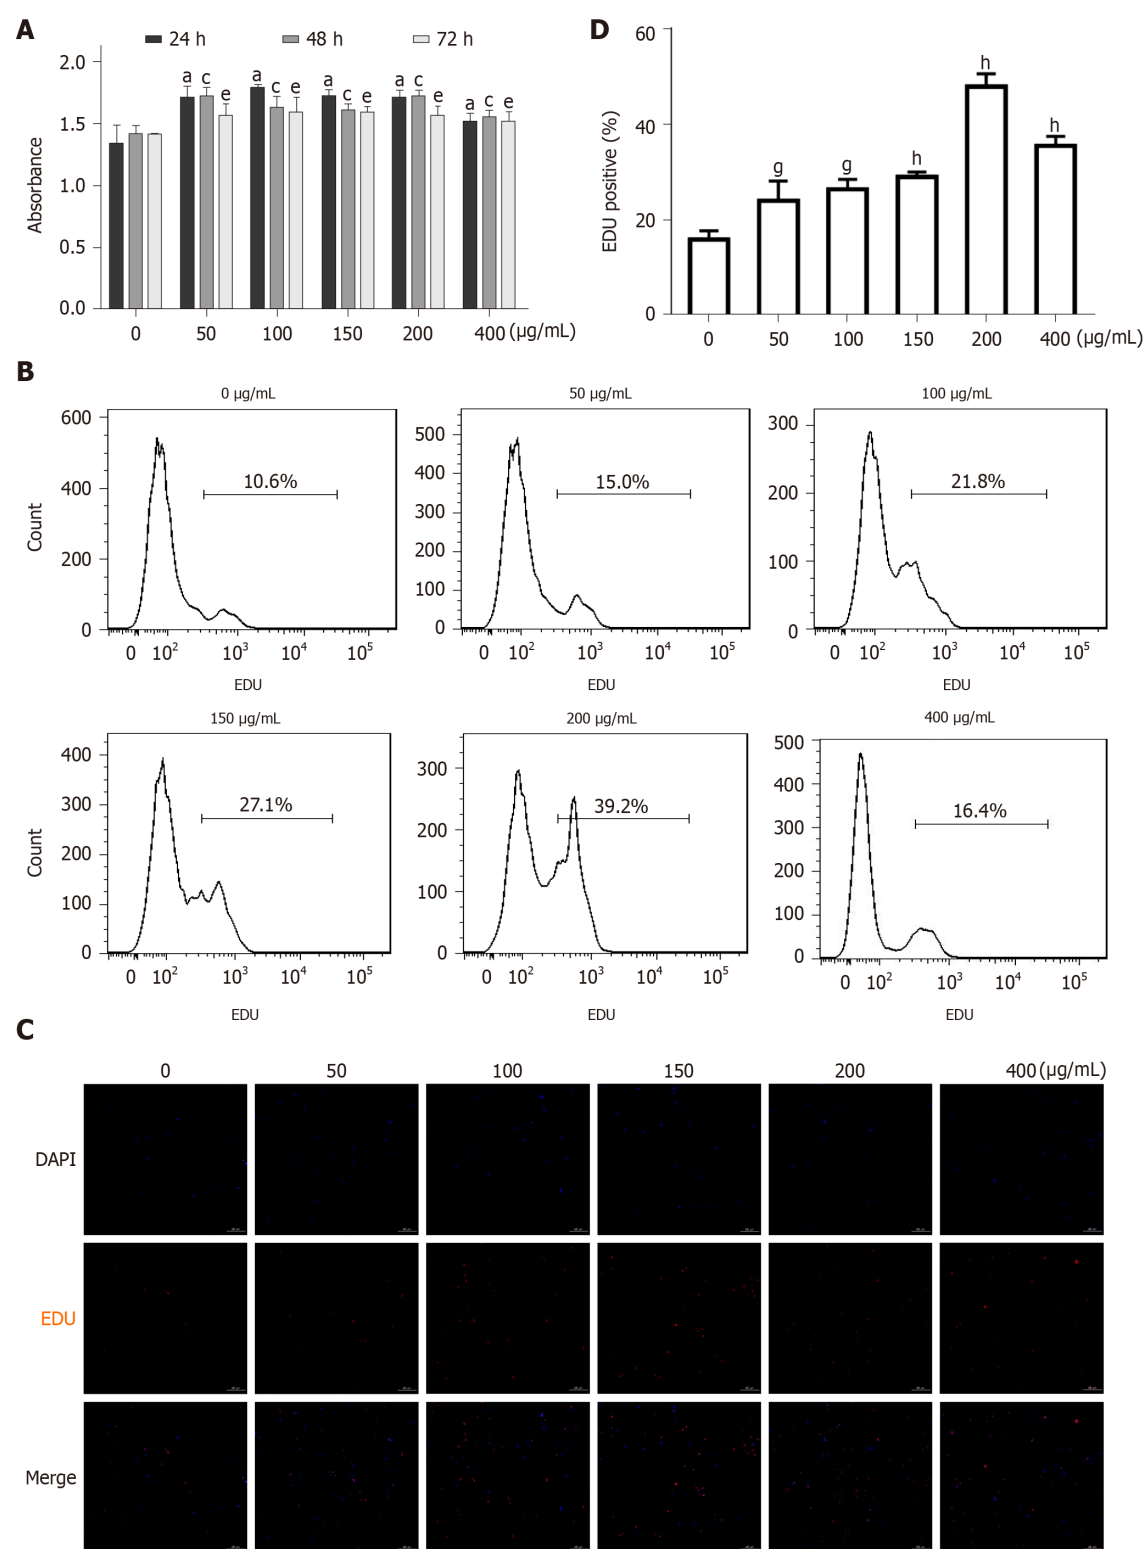 A
24 h
48 h
72 h
Absorbance
2.0
1.5
1.0
0.5
0.0
a c e
a c e
a c e
a c e
a c e
0 50 100 150 200 400 (µg/mL)
D
EDU positive (%)
60
40
20
0
g g h h h
0 50 100 150 200 400 (µg/mL)
B
0 µg/mL
Count
600
400
200
0
10.6%
0 10² 10³ 10⁴ 10⁵
EDU
50 µg/mL
500
400
300
200
100
0
15.0%
0 10² 10³ 10⁴ 10⁵
EDU
100 µg/mL
300
200
100
0
21.8%
0 10² 10³ 10⁴ 10⁵
EDU
150 µg/mL
Count
400
300
200
100
0
27.1%
0 10² 10³ 10⁴ 10⁵
EDU
200 µg/mL
300
200
100
0
39.2%
0 10² 10³ 10⁴ 10⁵
EDU
400 µg/mL
500
400
300
200
100
0
16.4%
0 10² 10³ 10⁴ 10⁵
EDU
C
0 50 100 150 200 400 (µg/mL)
DAPI
EDU
Merge